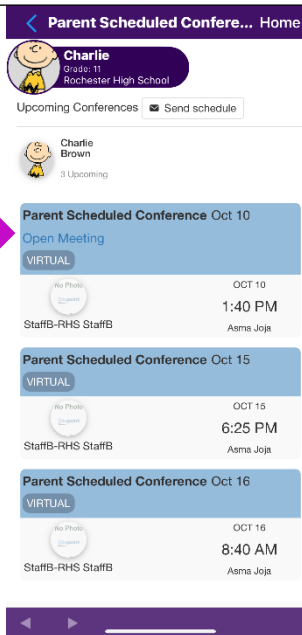 Parent Scheduled Confere... Home
Charlie
Grade: 11
Rochester High School
Upcoming Conferences Send schedule
Charlie
Brown
3 Upcoming
Parent Scheduled Conference Oct 10
Open Meeting
VIRTUAL
No Photo
OCT 10
1:40 PM
StaffB-RHS StaffB
Asma Joja
Parent Scheduled Conference Oct 15
VIRTUAL
No Photo
OCT 15
6:25 PM
StaffB-RHS StaffB
Asma Joja
Parent Scheduled Conference Oct 16
VIRTUAL
No Photo
OCT 16
8:40 AM
StaffB-RHS StaffB
Asma Joja